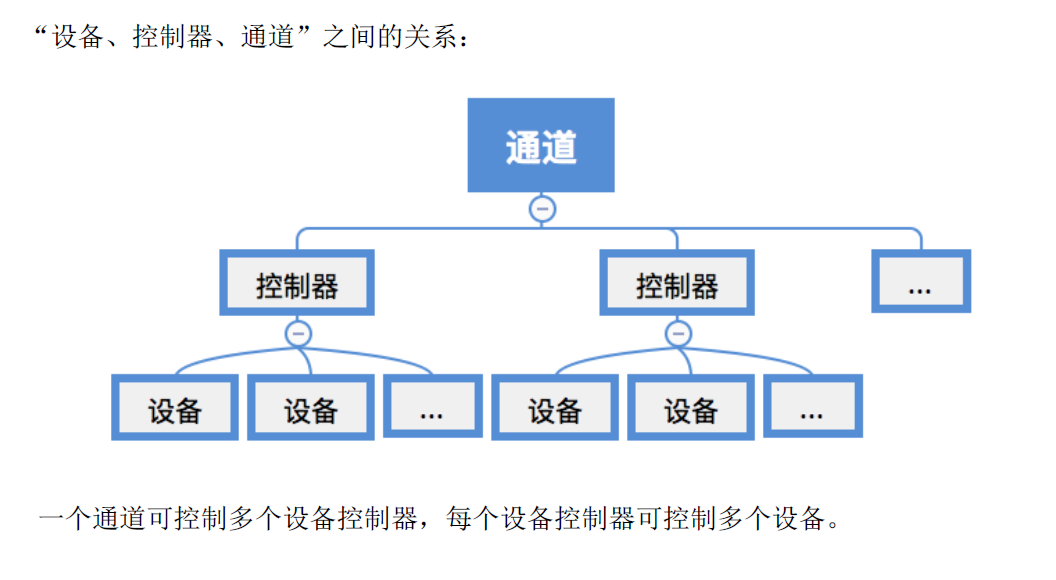 “设备、控制器、通道”之间的关系：
通道
控制器 控制器 ...
设备 设备 ... 设备 设备 ...
一个通道可控制多个设备控制器，每个设备控制器可控制多个设备。